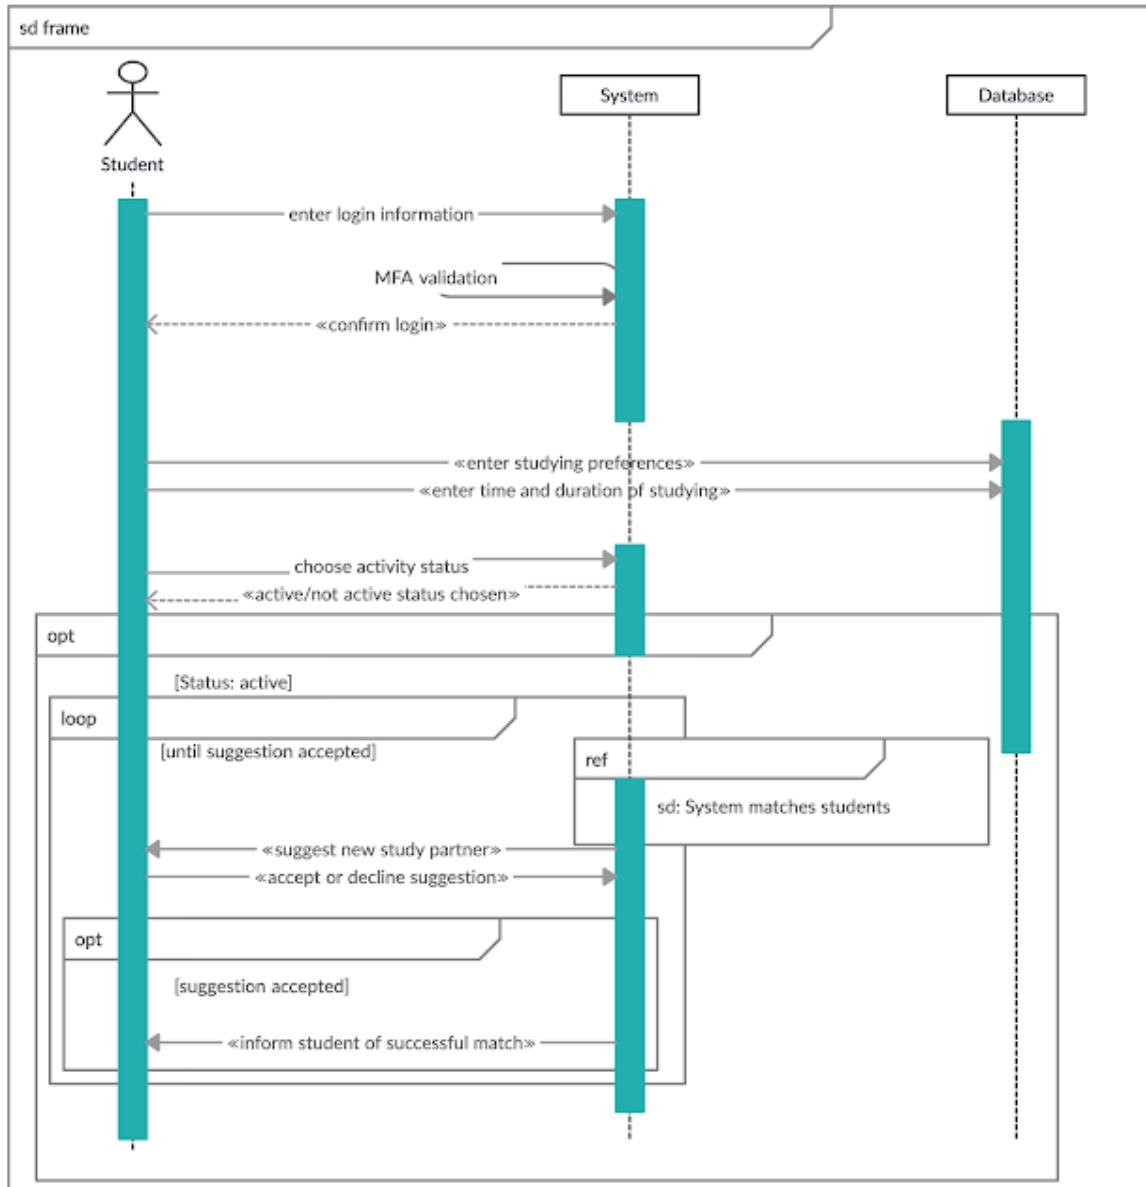 sd frame
Student
System
Database
enter login information
MFA validation
«confirm login»
«enter studying preferences»
«enter time and duration of studying»
choose activity status
«active/not active status chosen»
opt
[Status: active]
loop
[until suggestion accepted]
ref
sd: System matches students
«suggest new study partner»
«accept or decline suggestion»
opt
[suggestion accepted]
«inform student of successful match»